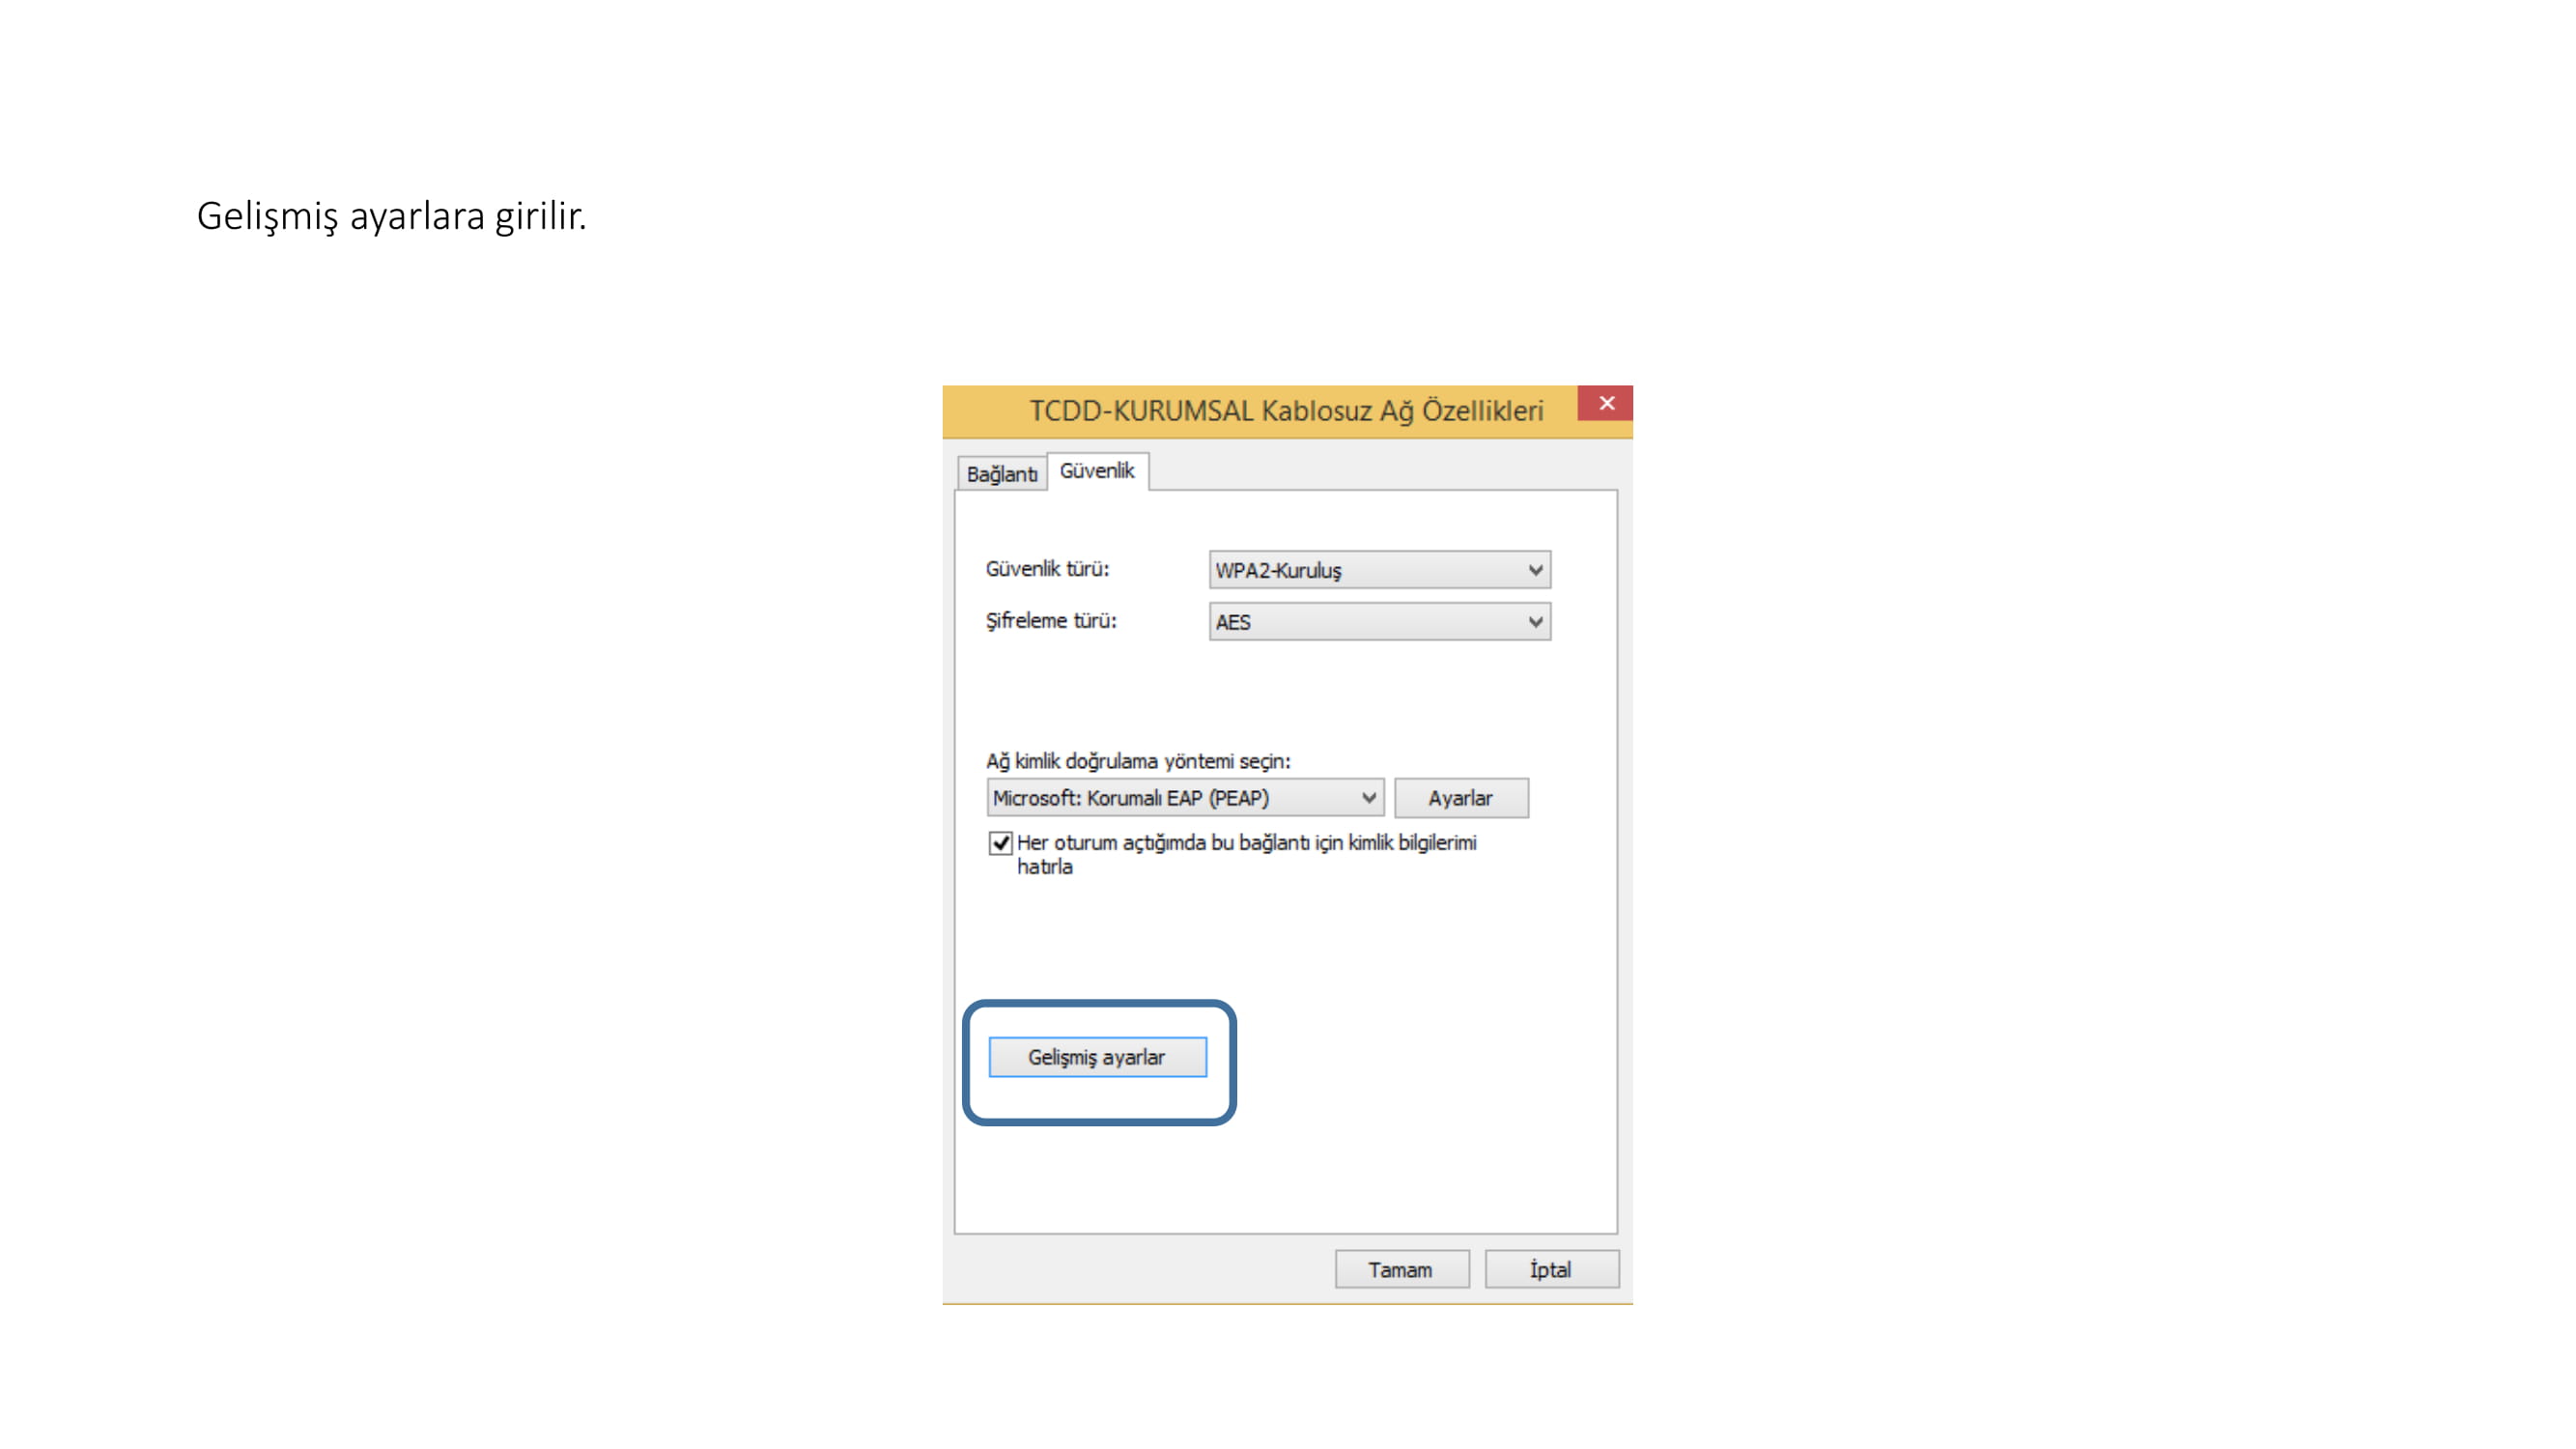 Gelişmiş ayarlara girilir.
TCDD-KURUMSAL Kablosuz Ağ Özellikleri
Bağlantı
Güvenlik
Güvenlik türü:
WPA2-Kuruluş
Şifreleme türü:
AES
Ağ kimlik doğrulama yöntemi seçin:
Microsoft: Korumalı EAP (PEAP)
Ayarlar
Her oturum açtığımda bu bağlantı için kimlik bilgilerimi
hatırla
Gelişmiş ayarlar
Tamam
İptal